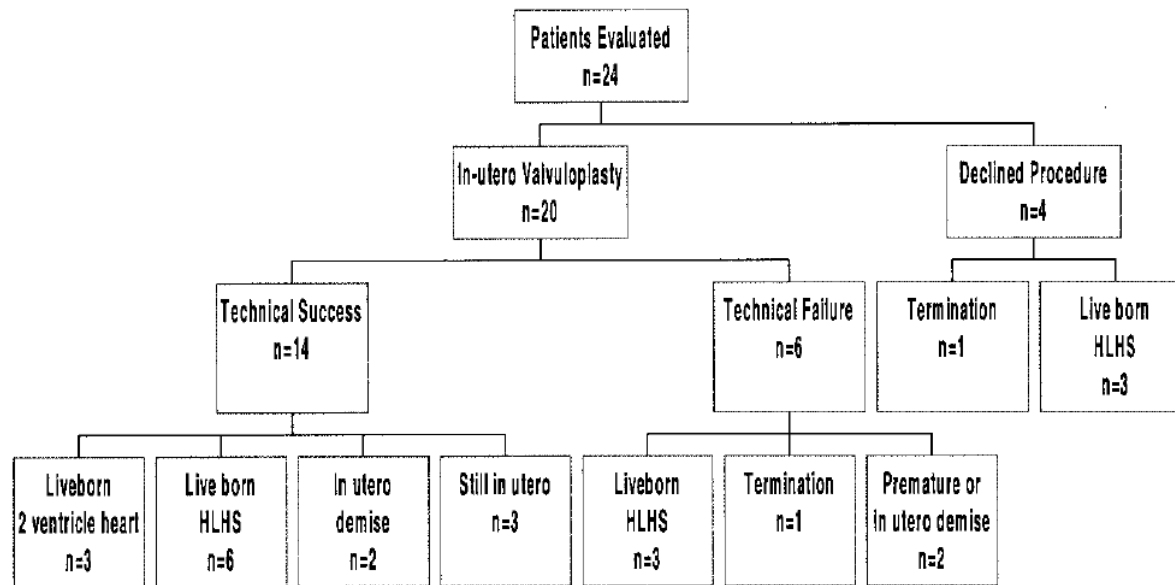 Patients Evaluated
n=24
In-utero Valvuloplasty
n=20
Declined Procedure
n=4
Technical Success
n=14
Technical Failure
n=6
Termination
n=1
Live born
HLHS
n=3
Liveborn
2 ventricle heart
n=3
Live born
HLHS
n=6
In utero
demise
n=2
Still in utero
n=3
Liveborn
HLHS
n=3
Termination
n=1
Premature or
in utero demise
n=2